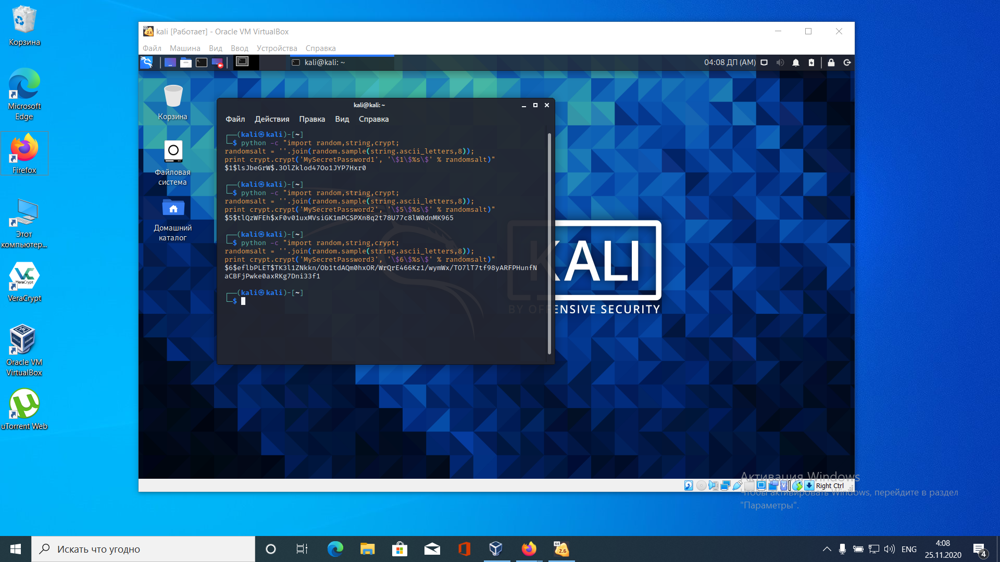 Корзина
Microsoft
Edge
Firefox
Этот
компьютер...
VeraCrypt
VeraCrypt
Oracle VM
VirtualBox
uTorrent Web
kali [Работает] - Oracle VM VirtualBox
Файл Машина Вид Ввод Устройства Справка
kali@kali: ~
04:08 ДП (AM)
Корзина
Файловая
система
Домашний
каталог
kali@kali: ~
Файл Действия Правка Вид Справка
┌──(kali㉿kali)-[~]
└─$ python -c "import random,string,crypt;
randomsalt = ''.join(random.sample(string.ascii_letters,8));
print crypt.crypt('MySecretPassword1', '\$1\$%s\$' % randomsalt)"
$1$lsJbeGrW$.3OlZklod47Oo1JYP7Hxr0
┌──(kali㉿kali)-[~]
└─$ python -c "import random,string,crypt;
randomsalt = ''.join(random.sample(string.ascii_letters,8));
print crypt.crypt('MySecretPassword2', '\$5\$%s\$' % randomsalt)"
$5$tlQzWFEh$xF0v01uxMVsiGK1mPCSPXn8q2t78U77c8lW0dnMK965
┌──(kali㉿kali)-[~]
└─$ python -c "import random,string,crypt;
randomsalt = ''.join(random.sample(string.ascii_letters,8));
print crypt.crypt('MySecretPassword3', '\$6\$%s\$' % randomsalt)"
$6$eflbPLET$TK3l1ZNkkn/Ob1tdAQm0hxOR/WrQrE466Kz1/wymWx/TO7lT7tf98yARFPHunfN
aCBFjPwke0axRKg7Dni33f1
┌──(kali㉿kali)-[~]
└─$
KALI
BY OFFENSIVE SECURITY
Right Ctrl
Активация Windows
Чтобы активировать Windows, перейдите в раздел
"Параметры".
Искать что угодно
64
2.6
ENG
4:08
25.11.2020
4